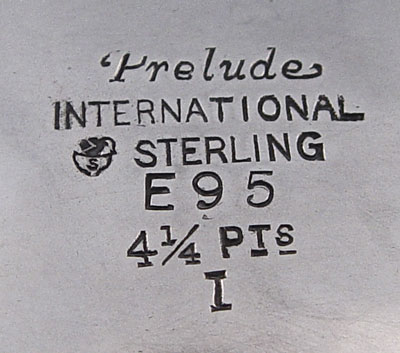 Prelude
INTERNATIONAL
S STERLING
E95
4¼ PTS
I